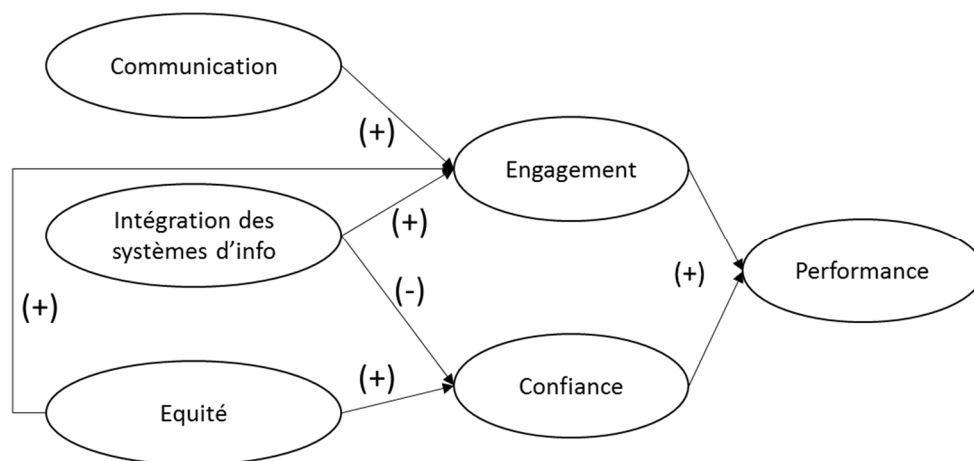 Communication
(+)
Engagement
Intégration des
systèmes d’info
(+)
(-)
(+)
(+)
Performance
Equité
(+)
Confiance